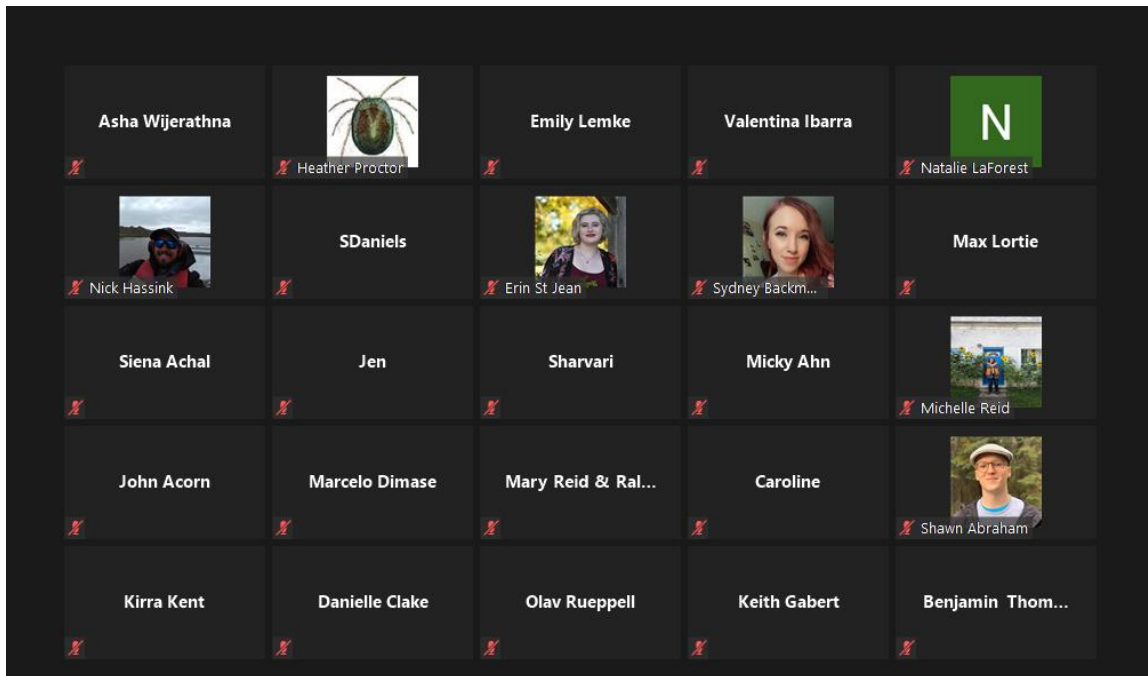 Asha Wijerathna
Heather Proctor
Emily Lemke
Valentina Ibarra
N
Natalie LaForest
Nick Hassink
SDaniels
Erin St Jean
Sydney Backm...
Max Lortie
Siena Achal
Jen
Sharvari
Micky Ahn
Michelle Reid
John Acorn
Marcelo Dimase
Mary Reid & Ral...
Caroline
Shawn Abraham
Kirra Kent
Danielle Clake
Olav Rueppell
Keith Gabert
Benjamin Thom...